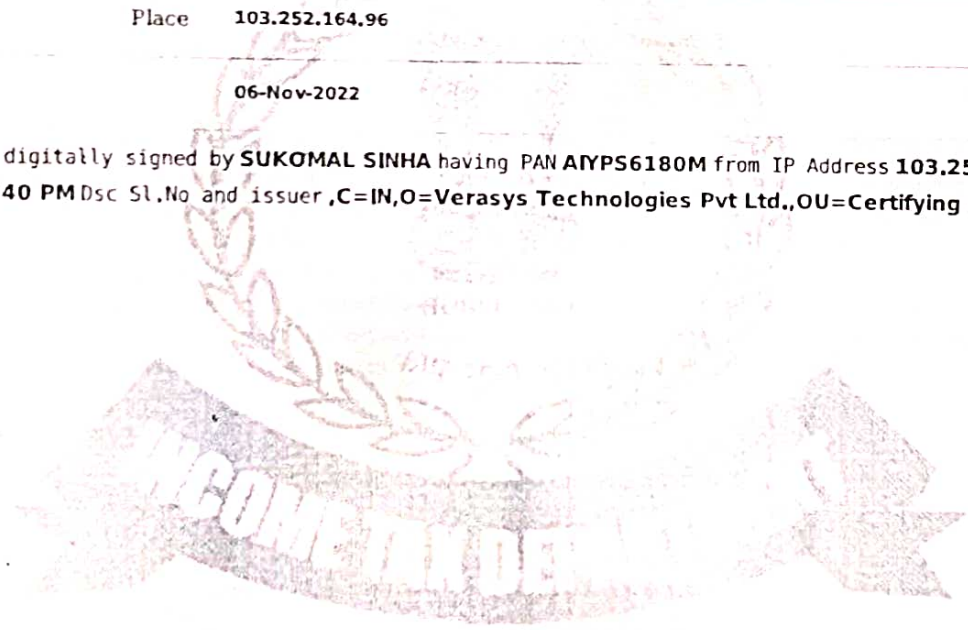 Place 103.252.164.96
06-Nov-2022
digitally signed by SUKOMAL SINHA having PAN AIYPS6180M from IP Address 103.25
40 PM Dsc Sl.No and issuer ,C=IN,O=Verasys Technologies Pvt Ltd.,OU=Certifying